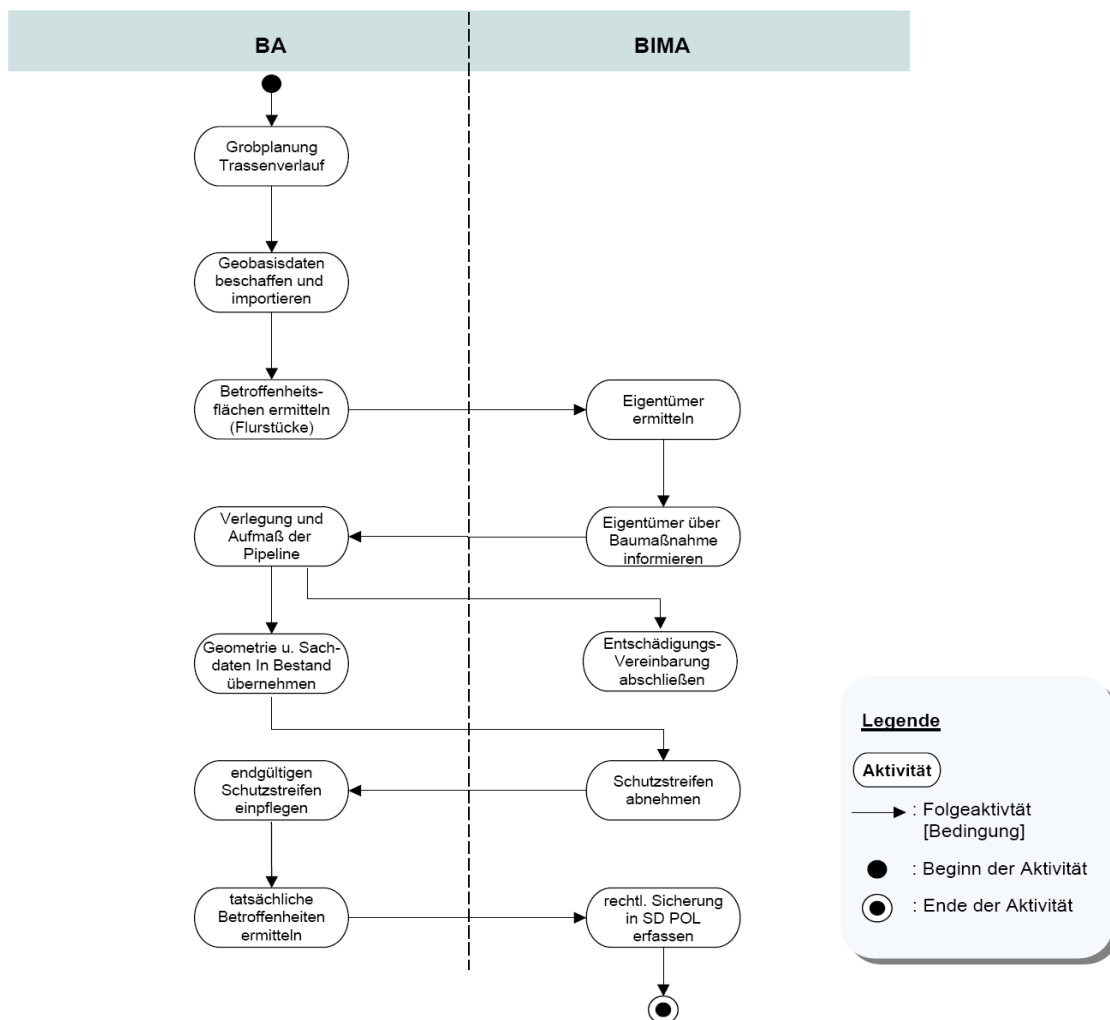 BA
BIMA
Grobplanung
Trassenverlauf
Geobasisdaten
beschaffen und
importieren
Betroffenheits-
flächen ermitteln
(Flurstücke)
Eigentümer
ermitteln
Verlegung und
Aufmaß der
Pipeline
Eigentümer über
Baumaßnahme
informieren
Geometrie u. Sach-
daten In Bestand
übernehmen
Entschädigungs-
Vereinbarung
abschließen
endgültigen
Schutzstreifen
einpflegen
Schutzstreifen
abnehmen
tatsächliche
Betroffenheiten
ermitteln
rechtl. Sicherung
in SD POL
erfassen
Legende
Aktivität
: Folgeaktivtät
[Bedingung]
: Beginn der Aktivität
: Ende der Aktivität